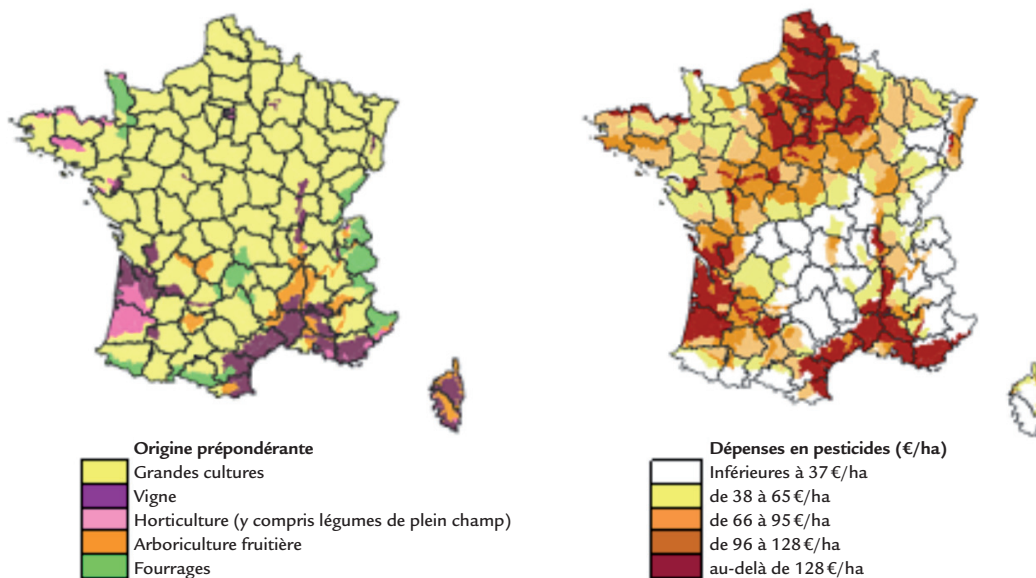 Origine prépondérante
Grandes cultures
Vigne
Horticulture (y compris légumes de plein champ)
Arboriculture fruitière
Fourrages
Dépenses en pesticides (€/ha)
Inférieures à 37 €/ha
de 38 à 65 €/ha
de 66 à 95 €/ha
de 96 à 128 €/ha
au-delà de 128 €/ha